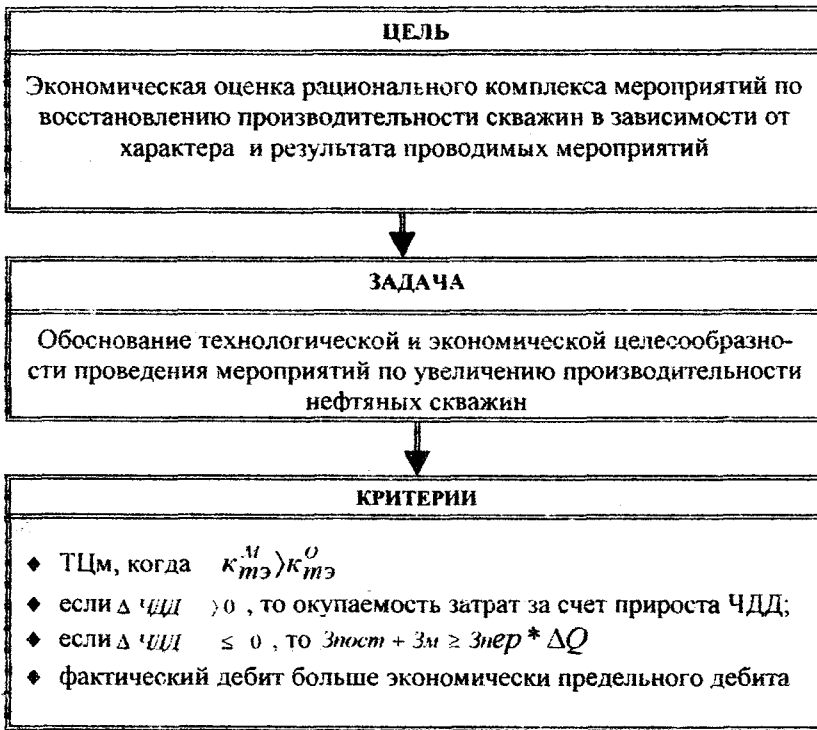 ЦЕЛЬ
Экономическая оценка рационального комплекса мероприятий по
восстановлению производительности скважин в зависимости от
характера и результата проводимых мероприятий
ЗАДАЧА
Обоснование технологической и экономической целесообразно-
сти проведения мероприятий по увеличению производительности
нефтяных скважин
КРИТЕРИИ
♦ ТЦм, когда к^М_тэ ⟩ к^О_тэ
♦ если Δ ЧДД ⟩ 0 , то окупаемость затрат за счет прироста ЧДД;
♦ если Δ ЧДД ≤ 0 , то Зпост + Зм ≥ Зпер * ΔQ
♦ фактический дебит больше экономически предельного дебита